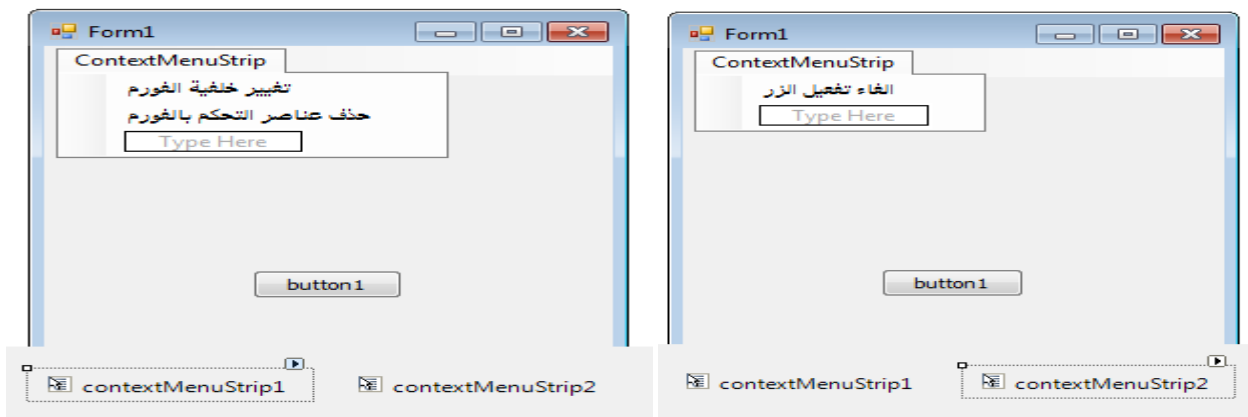 Form1
ContextMenuStrip
تغيير خلفية الفورم
حذف عناصر التحكم بالفورم
Type Here
button1
contextMenuStrip1
contextMenuStrip2
Form1
ContextMenuStrip
الغاء تفعيل الزر
Type Here
button1
contextMenuStrip1
contextMenuStrip2